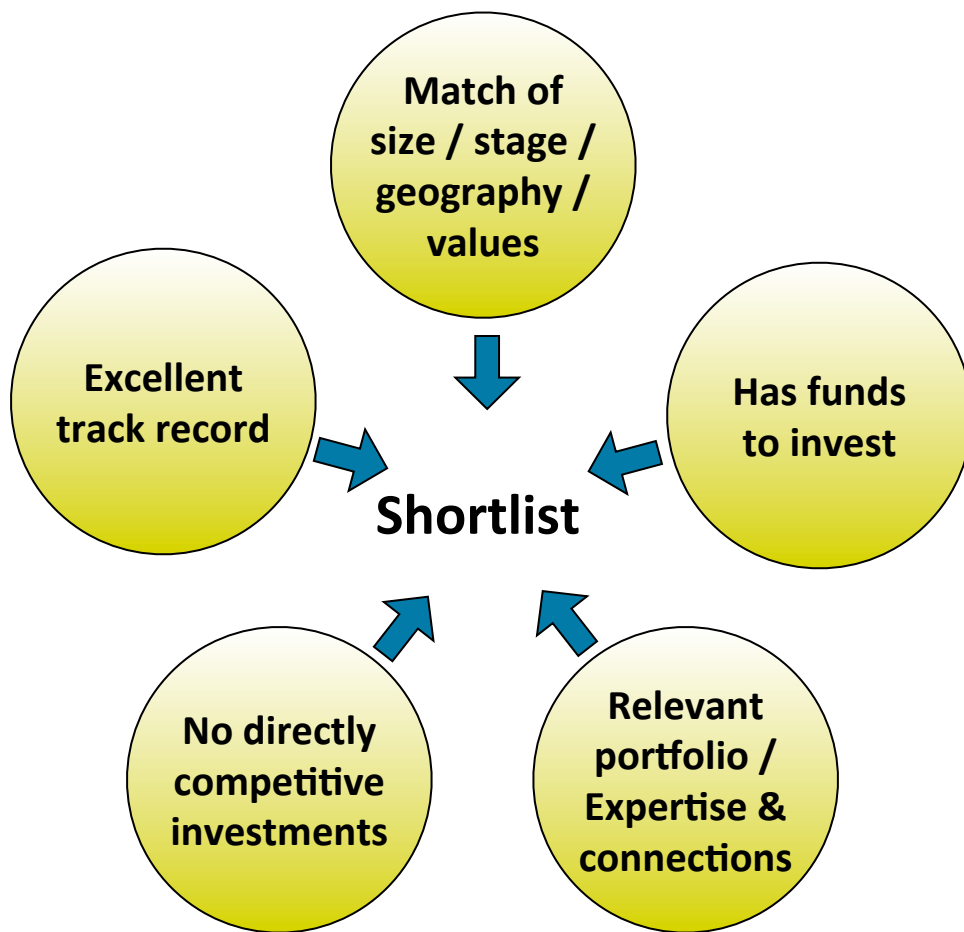 Match of
size / stage /
geography /
values
Excellent
track record
Has funds
to invest
Shortlist
No directly
competitive
investments
Relevant
portfolio /
Expertise &
connections